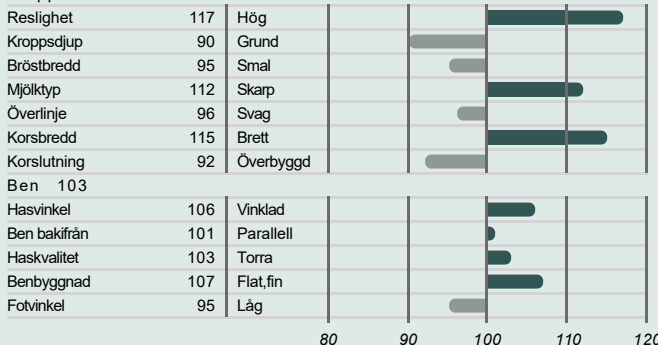 Reslighet 117 Hög
Kroppsdjup 90 Grund
Bröstbredd 95 Smal
Mjölktyp 112 Skarp
Överlinje 96 Svag
Korsbredd 115 Brett
Korslutning 92 Överbyggd
Ben 103
Hasvinkel 106 Vinklad
Ben bakifrån 101 Parallell
Haskvalitet 103 Torra
Benbyggnad 107 Flat,fin
Fotvinkel 95 Låg
80 90 100 110 120